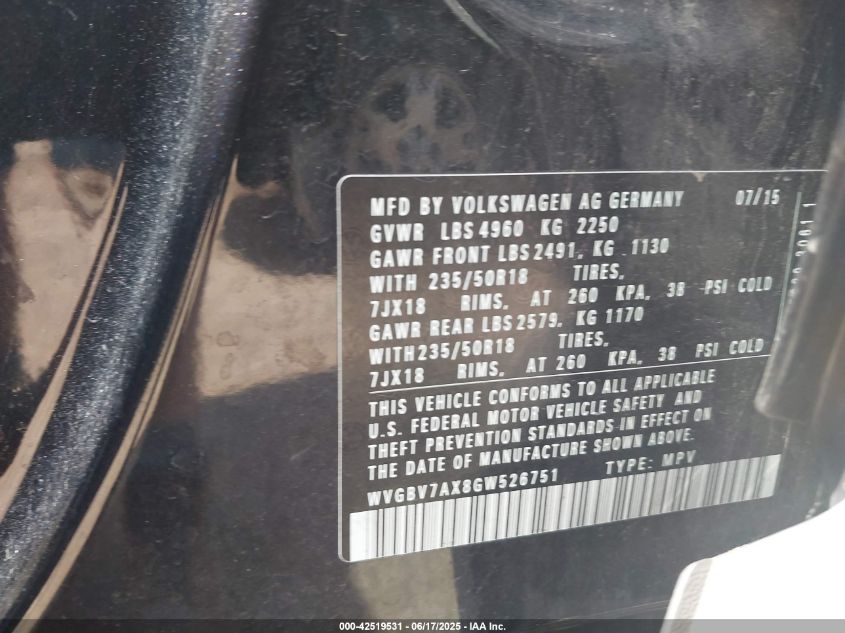 MFD BY VOLKSWAGEN AG GERMANY 07/15
GVWR LBS 4960 KG 2250
GAWR FRONT LBS 2491, KG 1130
WITH 235/50R18 TIRES,
7JX18 RIMS, AT 260 KPA, 38 PSI COLD
GAWR REAR LBS 2579, KG 1170
WITH 235/50R18 TIRES,
7JX18 RIMS, AT 260 KPA, 38 PSI COLD
THIS VEHICLE CONFORMS TO ALL APPLICABLE
U.S. FEDERAL MOTOR VEHICLE SAFETY AND
THEFT PREVENTION STANDARDS IN EFFECT ON
THE DATE OF MANUFACTURE SHOWN ABOVE.
WVGBV7AX8GW526751 TYPE: MPV
000-42519531 - 06/17/2025 - IAA Inc.